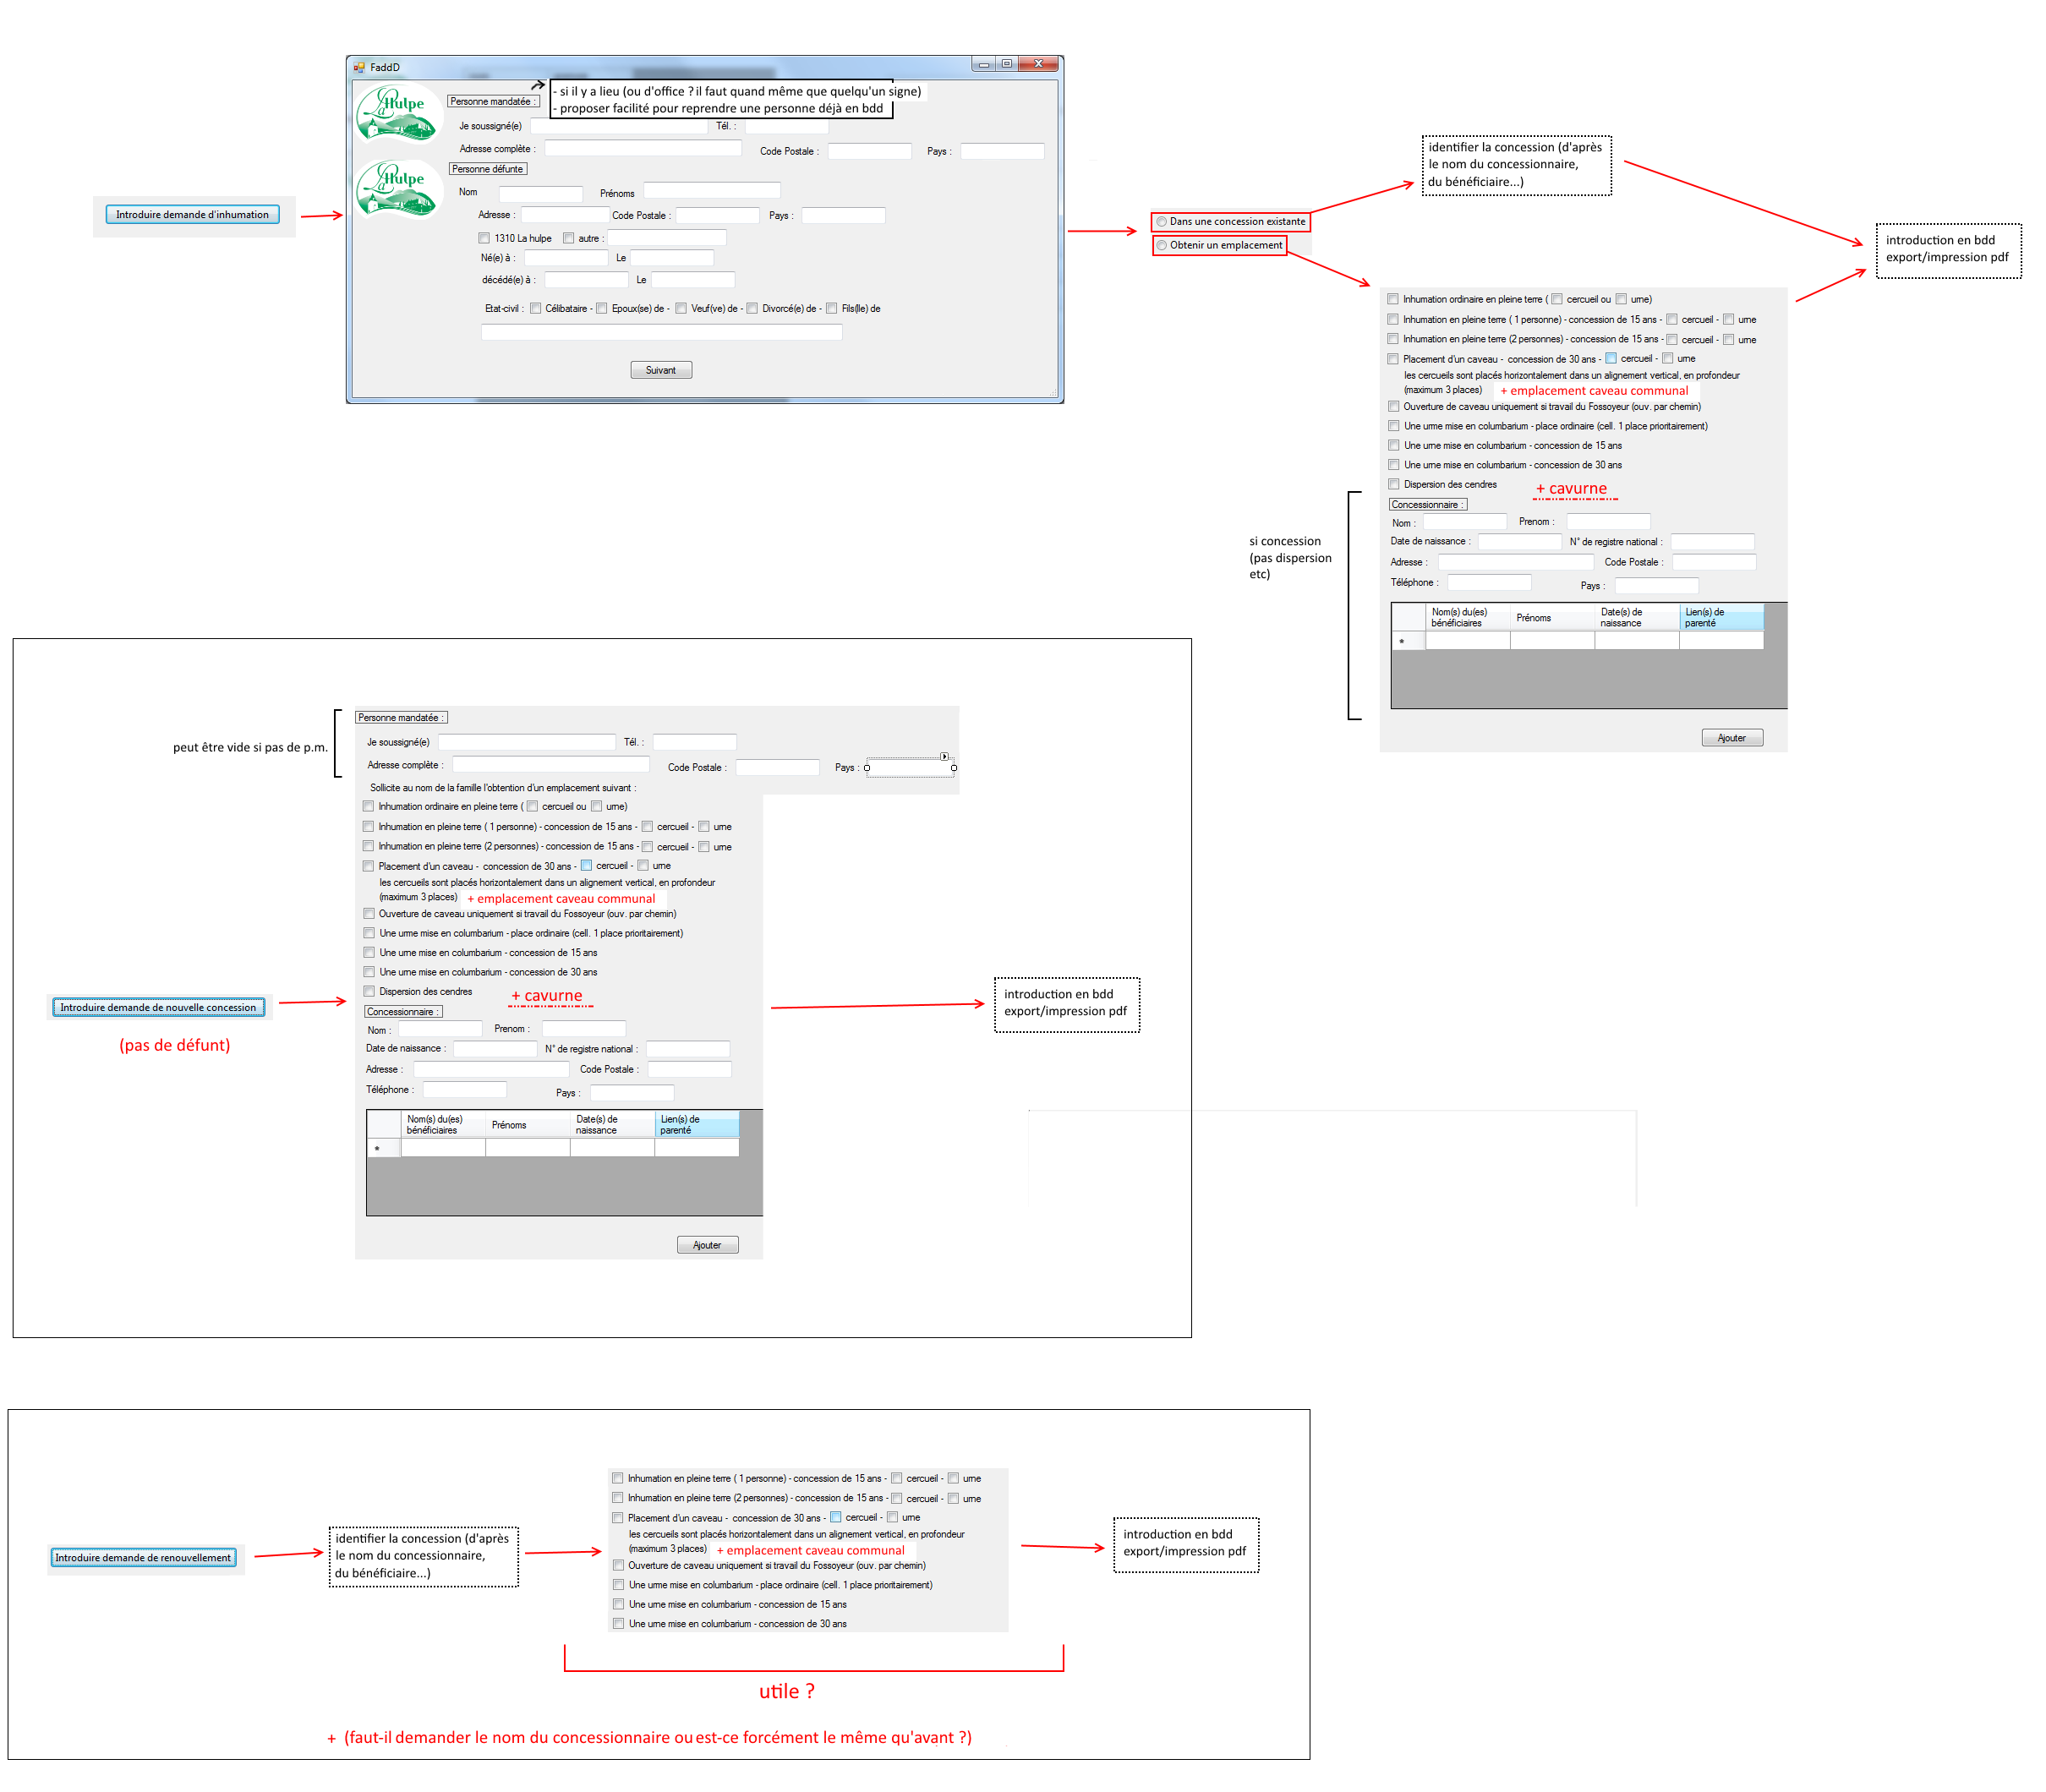 FaddD
La Hulpe
- si il y a lieu (ou d'office ? il faut quand même que quelqu'un signe)
- proposer facilité pour reprendre une personne déjà en bdd
Personne mandatée :
Je soussigné(e) Tél. :
Adresse complète : Code Postale : Pays :
La Hulpe
Personne défunte
Nom Prénoms
Adresse : Code Postale : Pays :
1310 La hulpe autre :
Né(e) à : Le
décédé(e) à : Le
Etat-civil : Célibataire - Epoux(se) de - Veuf(ve) de - Divorcé(e) de - Fils(lle) de
Suivant
Introduire demande d'inhumation
Dans une concession existante
Obtenir un emplacement
identifier la concession (d'après
le nom du concessionnaire,
du bénéficiaire...)
introduction en bdd
export/impression pdf
Inhumation ordinaire en pleine terre ( cercueil ou urne)
Inhumation en pleine terre ( 1 personne) - concession de 15 ans - cercueil - urne
Inhumation en pleine terre (2 personnes) - concession de 15 ans - cercueil - urne
Placement d'un caveau - concession de 30 ans - cercueil - urne
les cercueils sont placés horizontalement dans un alignement vertical, en profondeur
(maximum 3 places) + emplacement caveau communal
Ouverture de caveau uniquement si travail du Fossoyeur (ouv. par chemin)
Une urne mise en columbarium - place ordinaire (cell. 1 place prioritairement)
Une urne mise en columbarium - concession de 15 ans
Une urne mise en columbarium - concession de 30 ans
Dispersion des cendres + cavurne
si concession
(pas dispersion
etc)
Concessionnaire :
Nom : Prenom :
Date de naissance : N° de registre national :
Adresse : Code Postale :
Téléphone : Pays :
Nom(s) du(es) bénéficiaires Prénoms Date(s) de naissance Lien(s) de parenté
*
Ajouter
peut être vide si pas de p.m.
Personne mandatée :
Je soussigné(e) Tél. :
Adresse complète : Code Postale : Pays :
Sollicite au nom de la famille l'obtention d'un emplacement suivant :
Inhumation ordinaire en pleine terre ( cercueil ou urne)
Inhumation en pleine terre ( 1 personne) - concession de 15 ans - cercueil - urne
Inhumation en pleine terre (2 personnes) - concession de 15 ans - cercueil - urne
Placement d'un caveau - concession de 30 ans - cercueil - urne
les cercueils sont placés horizontalement dans un alignement vertical, en profondeur
(maximum 3 places) + emplacement caveau communal
Ouverture de caveau uniquement si travail du Fossoyeur (ouv. par chemin)
Une urne mise en columbarium - place ordinaire (cell. 1 place prioritairement)
Une urne mise en columbarium - concession de 15 ans
Une urne mise en columbarium - concession de 30 ans
Dispersion des cendres + cavurne
Introduire demande de nouvelle concession
(pas de défunt)
Concessionnaire :
Nom : Prenom :
Date de naissance : N° de registre national :
Adresse : Code Postale :
Téléphone : Pays :
Nom(s) du(es) bénéficiaires Prénoms Date(s) de naissance Lien(s) de parenté
*
Ajouter
introduction en bdd
export/impression pdf
Introduire demande de renouvellement
identifier la concession (d'après
le nom du concessionnaire,
du bénéficiaire...)
Inhumation en pleine terre ( 1 personne) - concession de 15 ans - cercueil - urne
Inhumation en pleine terre (2 personnes) - concession de 15 ans - cercueil - urne
Placement d'un caveau - concession de 30 ans - cercueil - urne
les cercueils sont placés horizontalement dans un alignement vertical, en profondeur
(maximum 3 places) + emplacement caveau communal
Ouverture de caveau uniquement si travail du Fossoyeur (ouv. par chemin)
Une urne mise en columbarium - place ordinaire (cell. 1 place prioritairement)
Une urne mise en columbarium - concession de 15 ans
Une urne mise en columbarium - concession de 30 ans
introduction en bdd
export/impression pdf
utile ?
+ (faut-il demander le nom du concessionnaire ou est-ce forcément le même qu'avant ?)